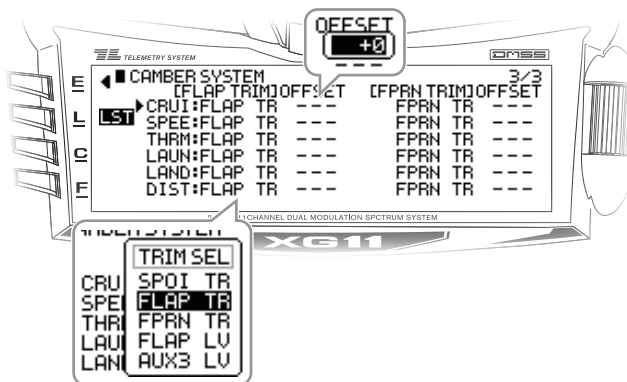 OFFSET
+0
---
TELEMETRY SYSTEM
DMSS
E
L
C
F
CAMBER SYSTEM 3/3
[FLAP TRIM]OFFSET [FPRN TRIM]OFFSET
LST
CRUI:FLAP TR --- FPRN TR ---
SPEE:FLAP TR --- FPRN TR ---
THRM:FLAP TR --- FPRN TR ---
LAUN:FLAP TR --- FPRN TR ---
LAND:FLAP TR --- FPRN TR ---
DIST:FLAP TR --- FPRN TR ---
CHANNEL DUAL MODULATION SPCTRUM SYSTEM
XG11
TRIM SEL
CRU SPOI TR
SPE FLAP TR
THR FPRN TR
LAU FLAP LV
LAN AUX3 LV